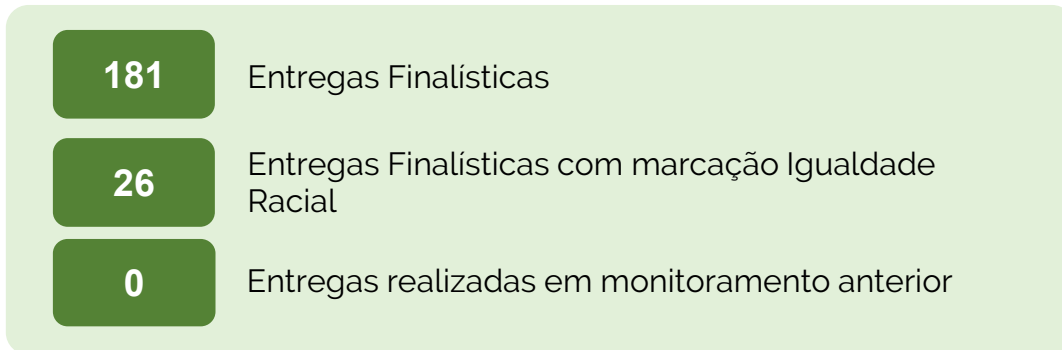 181
Entregas Finalísticas
26
Entregas Finalísticas com marcação Igualdade
Racial
0
Entregas realizadas em monitoramento anterior